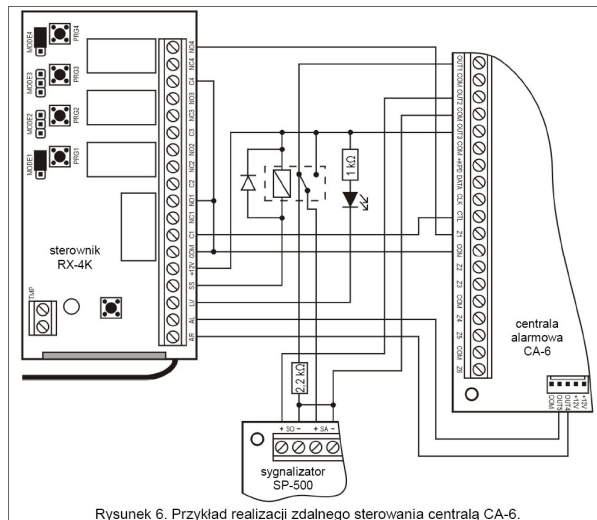 MODE4
PRG4
MODE3
PRG3
MODE2
PRG2
MODE1
PRG1
sterownik
RX-4K
TMP
NO4
NC4
C4
NO3
NC3
C3
NO2
NC2
C2
NO1
NC1
C1
COM
+12V
SS
LV
AL
AR
1 kΩ
2,2 kΩ
+ SO −
+ SA −
sygnalizator
SP-500
OUT1
COM
OUT2
COM
OUT3
COM
+KPD
DATA
CLK
CTL
Z1
COM
Z2
Z3
COM
Z4
Z5
COM
Z6
centrala
alarmowa
CA-6
COM
OUT5
OUT4
+12V
+12V
Rysunek 6. Przykład realizacji zdalnego sterowania centralą CA-6.